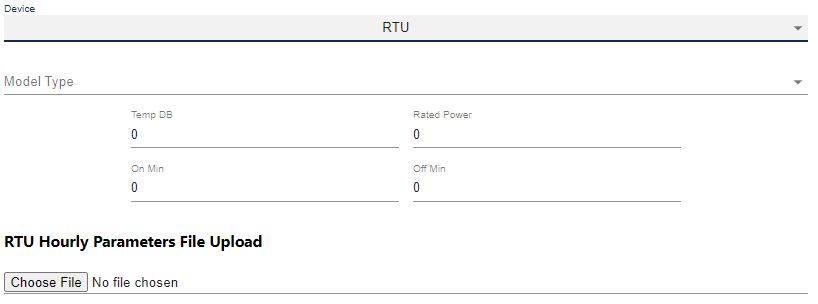 Device
RTU
Model Type
Temp DB Rated Power
0 0
On Min Off Min
0 0
RTU Hourly Parameters File Upload
Choose File No file chosen